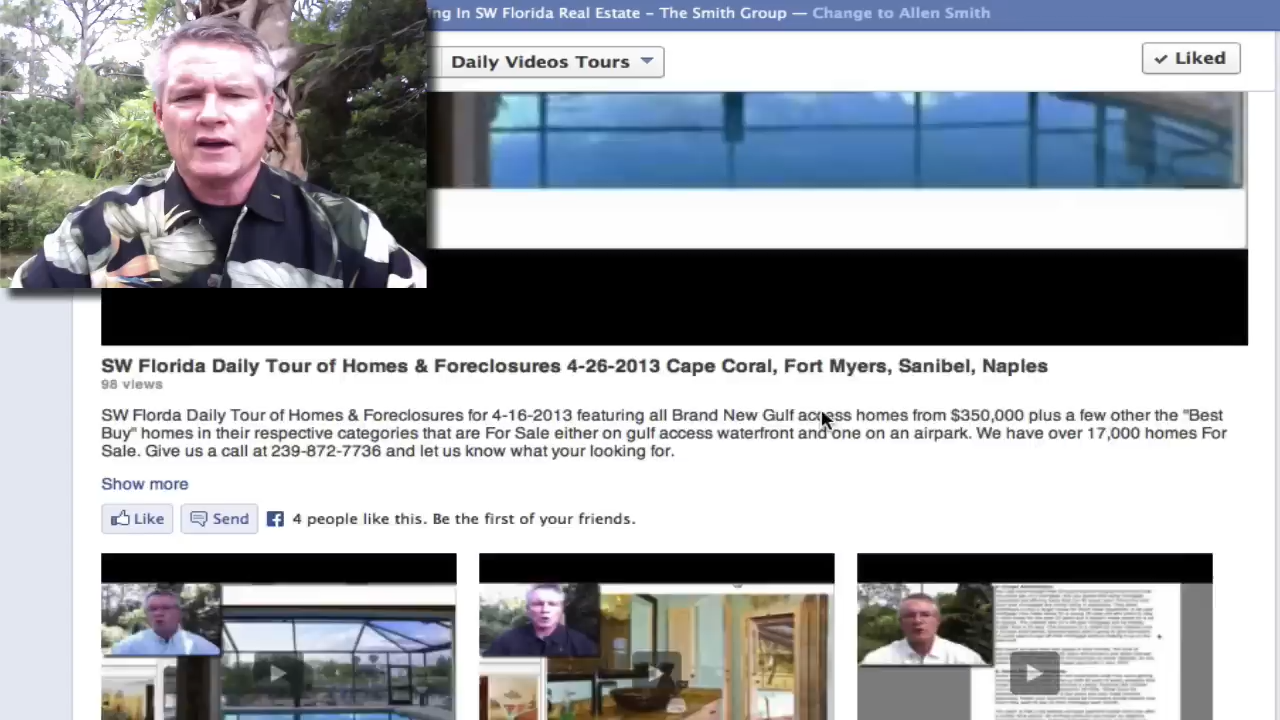 ng In SW Florida Real Estate – The Smith Group — Change to Allen Smith
Daily Videos Tours
Liked
SW Florida Daily Tour of Homes & Foreclosures 4-26-2013 Cape Coral, Fort Myers, Sanibel, Naples
98 views
SW Florda Daily Tour of Homes & Foreclosures for 4-16-2013 featuring all Brand New Gulf access homes from $350,000 plus a few other the "Best
Buy" homes in their respective categories that are For Sale either on gulf access waterfront and one on an airpark. We have over 17,000 homes For
Sale. Give us a call at 239-872-7736 and let us know what your looking for.
Show more
Like
Send
4 people like this. Be the first of your friends.